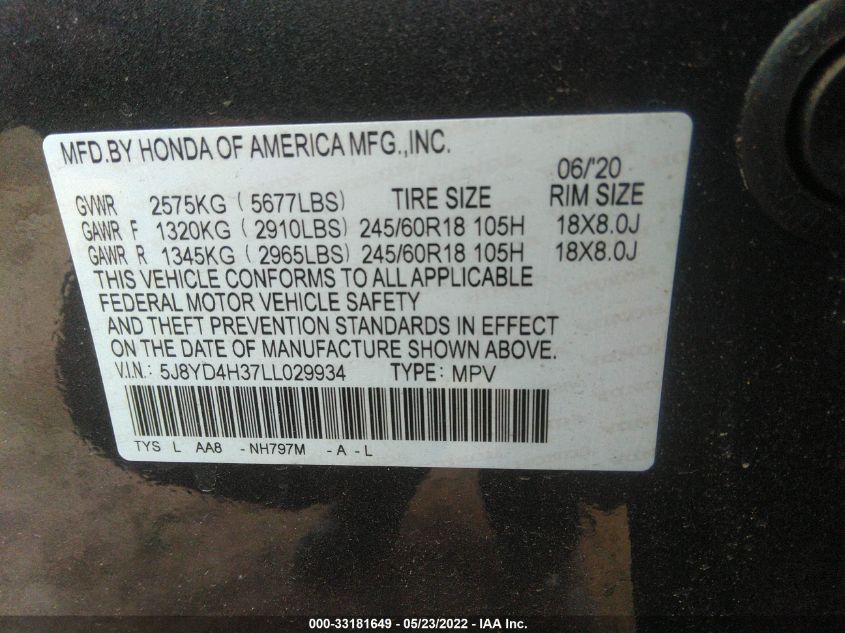 MFD.BY HONDA OF AMERICA MFG.,INC.
06/'20
GVWR 2575KG ( 5677LBS) TIRE SIZE RIM SIZE
GAWR F 1320KG ( 2910LBS) 245/60R18 105H 18X8.0J
GAWR R 1345KG ( 2965LBS) 245/60R18 105H 18X8.0J
THIS VEHICLE CONFORMS TO ALL APPLICABLE
FEDERAL MOTOR VEHICLE SAFETY
AND THEFT PREVENTION STANDARDS IN EFFECT
ON THE DATE OF MANUFACTURE SHOWN ABOVE.
V.I.N.: 5J8YD4H37LL029934 TYPE: MPV
TYS L AA8 - NH797M - A - L
000-33181649 - 05/23/2022 - IAA Inc.